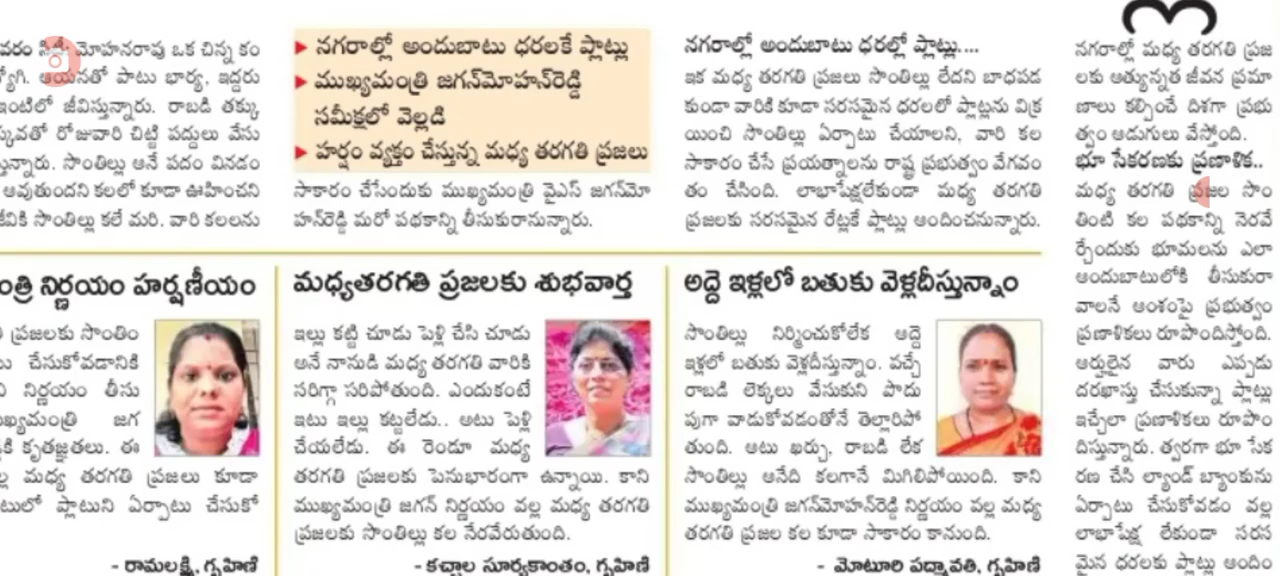 వరం సిటీ మోహనరావు ఒక చిన్న కం
్యోగి. ఆయనతో పాటు భార్య, ఇద్దరు
ఇంటిలో జీవిస్తున్నారు. రాబడి తక్కు
్కువతో రోజువారి చిట్టి పద్దులు వేసు
్తున్నారు. సొంతిల్లు అనే పదం వినడం
అవుతుందని కలలో కూడా ఊహించని
జీవికి సొంతిల్లు కలే మరి. వారి కలలను
నగరాల్లో అందుబాటు ధరలకే ప్లాట్లు
ముఖ్యమంత్రి జగన్‌మోహన్‌రెడ్డి
సమీక్షలో వెల్లడి
హర్షం వ్యక్తం చేస్తున్న మధ్య తరగతి ప్రజలు
సాకారం చేసేందుకు ముఖ్యమంత్రి వైఎస్ జగన్‌మో
హన్‌రెడ్డి మరో పథకాన్ని తీసుకురానున్నారు.
నగరాల్లో అందుబాటు ధరల్లో ప్లాట్లు....
ఇక మధ్య తరగతి ప్రజలు సొంతిల్లు లేదని బాధపడ
కుండా వారికి కూడా సరసమైన ధరలలో ప్లాట్లను విక్ర
యించి సొంతిల్లు ఏర్పాటు చేయాలని, వారి కల
సాకారం చేసే ప్రయత్నాలను రాష్ట్ర ప్రభుత్వం వేగవం
తం చేసింది. లాభాపేక్షలేకుండా మధ్య తరగతి
ప్రజలకు సరసమైన రేట్లకే ప్లాట్లు అందించనున్నారు.
నగరాల్లో మధ్య తరగతి ప్రజ
లకు అత్యున్నత జీవన ప్రమా
ణాలు కల్పించే దిశగా ప్రభు
త్వం అడుగులు వేస్తోంది.
భూ సేకరణకు ప్రణాళిక..
మధ్య తరగతి ప్రజల సొం
తింటి కల పథకాన్ని నెరవే
ర్చేందుకు భూములను ఎలా
అందుబాటులోకి తీసుకురా
వాలనే అంశంపై ప్రభుత్వం
ప్రణాళికలు రూపొందిస్తోంది.
అర్హులైన వారు ఎప్పుడు
దరఖాస్తు చేసుకున్నా ప్లాట్లు
ఇచ్చేలా ప్రణాళికలు రూపొం
దిస్తున్నారు. త్వరగా భూ సేక
రణ చేసి ల్యాండ్ బ్యాంకును
ఏర్పాటు చేసుకోవడం వల్ల
లాభాపేక్ష లేకుండా సరస
మైన ధరలకు ప్లాట్లు అందిం
ంత్రి నిర్ణయం హర్షణీయం
ప్రజలకు సొంతిం
చేసుకోవడానికి
నిర్ణయం తీసు
ముఖ్యమంత్రి జగ
కి కృతజ్ఞతలు. ఈ
మధ్య తరగతి ప్రజలు కూడా
టులో ప్లాటుని ఏర్పాటు చేసుకో
- రామలక్ష్మి, గృహిణి
మధ్యతరగతి ప్రజలకు శుభవార్త
ఇల్లు కట్టి చూడు పెళ్లి చేసి చూడు
అనే నానుడి మధ్య తరగతి వారికి
సరిగ్గా సరిపోతుంది. ఎందుకంటే
ఇటు ఇల్లు కట్టలేడు.. అటు పెళ్లి
చేయలేడు. ఈ రెండూ మధ్య
తరగతి ప్రజలకు పెనుభారంగా ఉన్నాయి. కాని
ముఖ్యమంత్రి జగన్ నిర్ణయం వల్ల మధ్య తరగతి
ప్రజలకు సొంతిల్లు కల నేరవేరుతుంది.
- కచ్చాల సూర్యకాంతం, గృహిణి
అద్దె ఇళ్లలో బతుకు వెళ్లదీస్తున్నాం
సొంతిల్లు నిర్మించుకోలేక అద్దె
ఇళ్లలో బతుకు వెళ్లదీస్తున్నాం. వచ్చే
రాబడి లెక్కలు వేసుకుని పొదు
పుగా వాడుకోవడంతోనే తెల్లారిపో
తుంది. అటు ఖర్చు, రాబడి లేక
సొంతిల్లు అనేది కలగానే మిగిలిపోయింది. కాని
ముఖ్యమంత్రి జగన్‌మోహన్‌రెడ్డి నిర్ణయం వల్ల మధ్య
తరగతి ప్రజల కల కూడా సాకారం కానుంది.
- మోటూరి పద్మావతి, గృహిణి